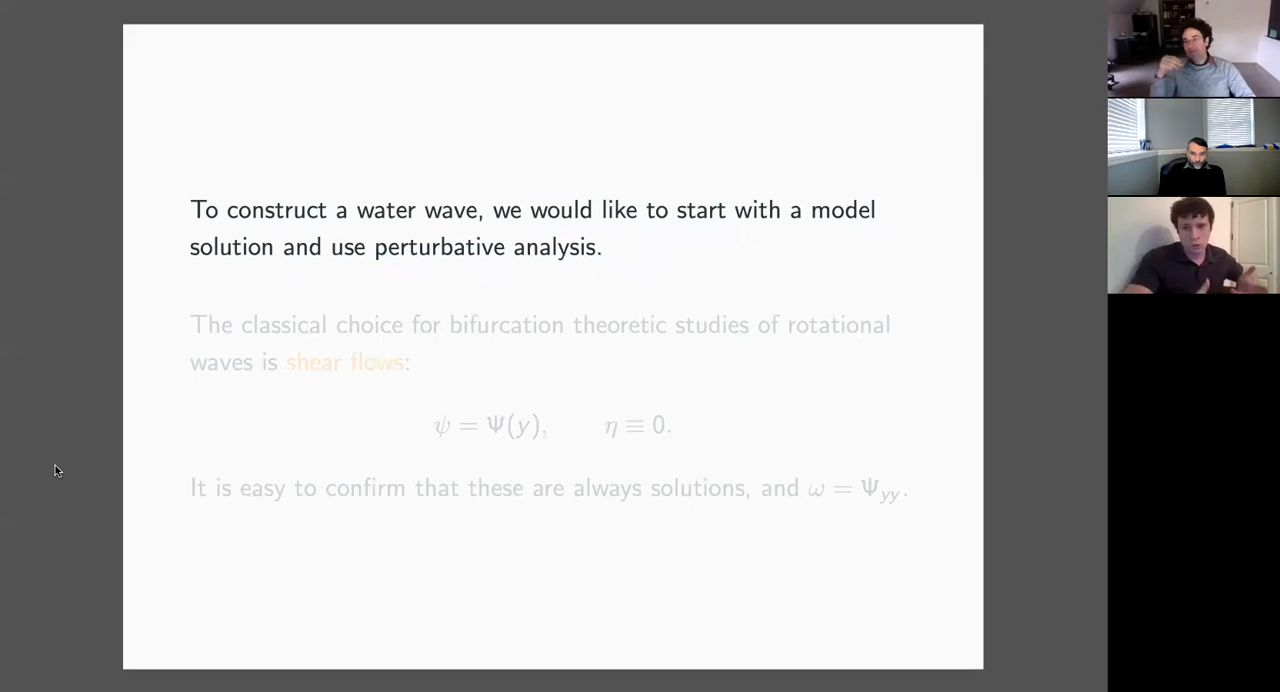 To construct a water wave, we would like to start with a model
solution and use perturbative analysis.
The classical choice for bifurcation theoretic studies of rotational
waves is shear flows:
ψ = Ψ(y), η ≡ 0.
It is easy to confirm that these are always solutions, and ω = Ψ_yy.